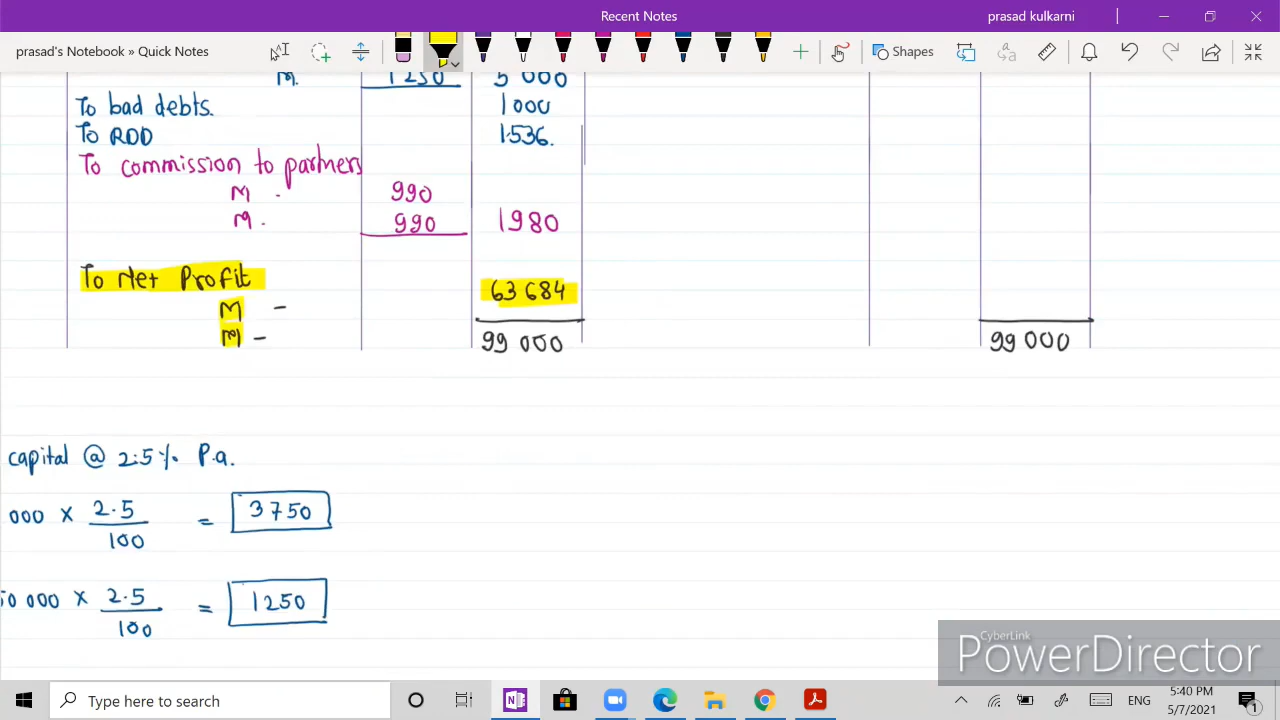 Recent Notes
prasad kulkarni
prasad's Notebook » Quick Notes
Shapes
M. 1250 5 000
To bad debts. 1000
To RDD 1536.
To commission to partners
M - 990
M. 990 1980
To Net Profit
63 684
M -
M -
99 000 99 000
capital @ 2.5% P.a.
000 × 2.5 / 100 = 3750
50 000 × 2.5 / 100 = 1250
CyberLink
PowerDirector
Type here to search
ENG
5:40 PM
5/7/2021